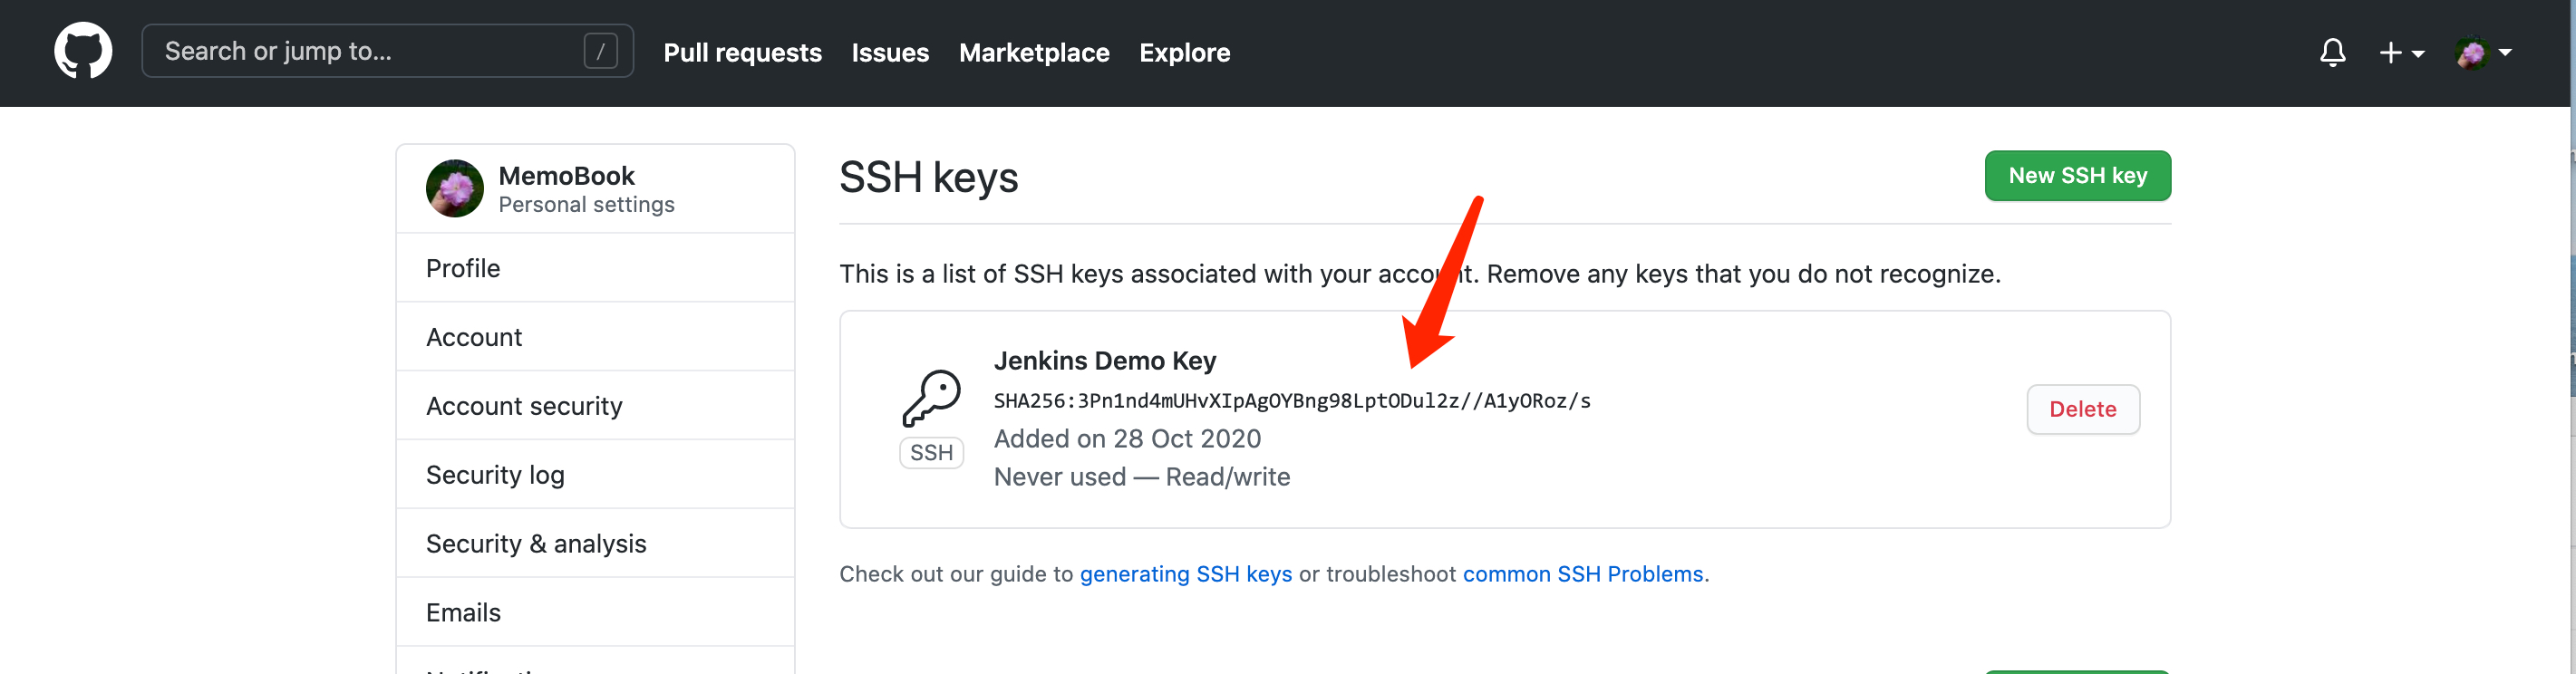 Search or jump to...
/
Pull requests
Issues
Marketplace
Explore
MemoBook
Personal settings
Profile
Account
Account security
Security log
Security & analysis
Emails
SSH keys
New SSH key
This is a list of SSH keys associated with your account. Remove any keys that you do not recognize.
Jenkins Demo Key
SHA256:3Pn1nd4mUHvXIpAgOYBng98LptODul2z//A1yORoz/s
Added on 28 Oct 2020
Never used — Read/write
SSH
Delete
Check out our guide to generating SSH keys or troubleshoot common SSH Problems.